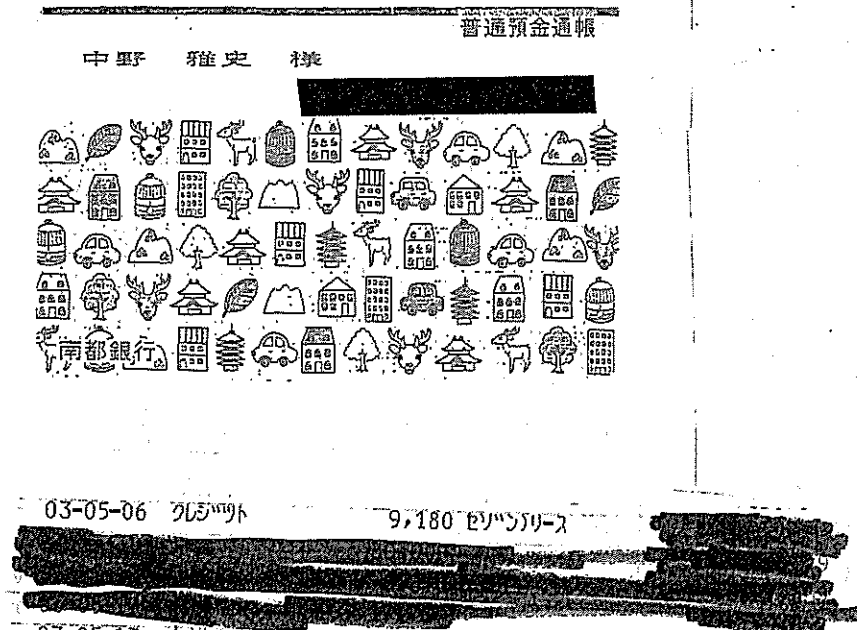 普通預金通帳
中野 雅史 様
南都銀行
03-05-06 クレジット 9,180 セゾンリース